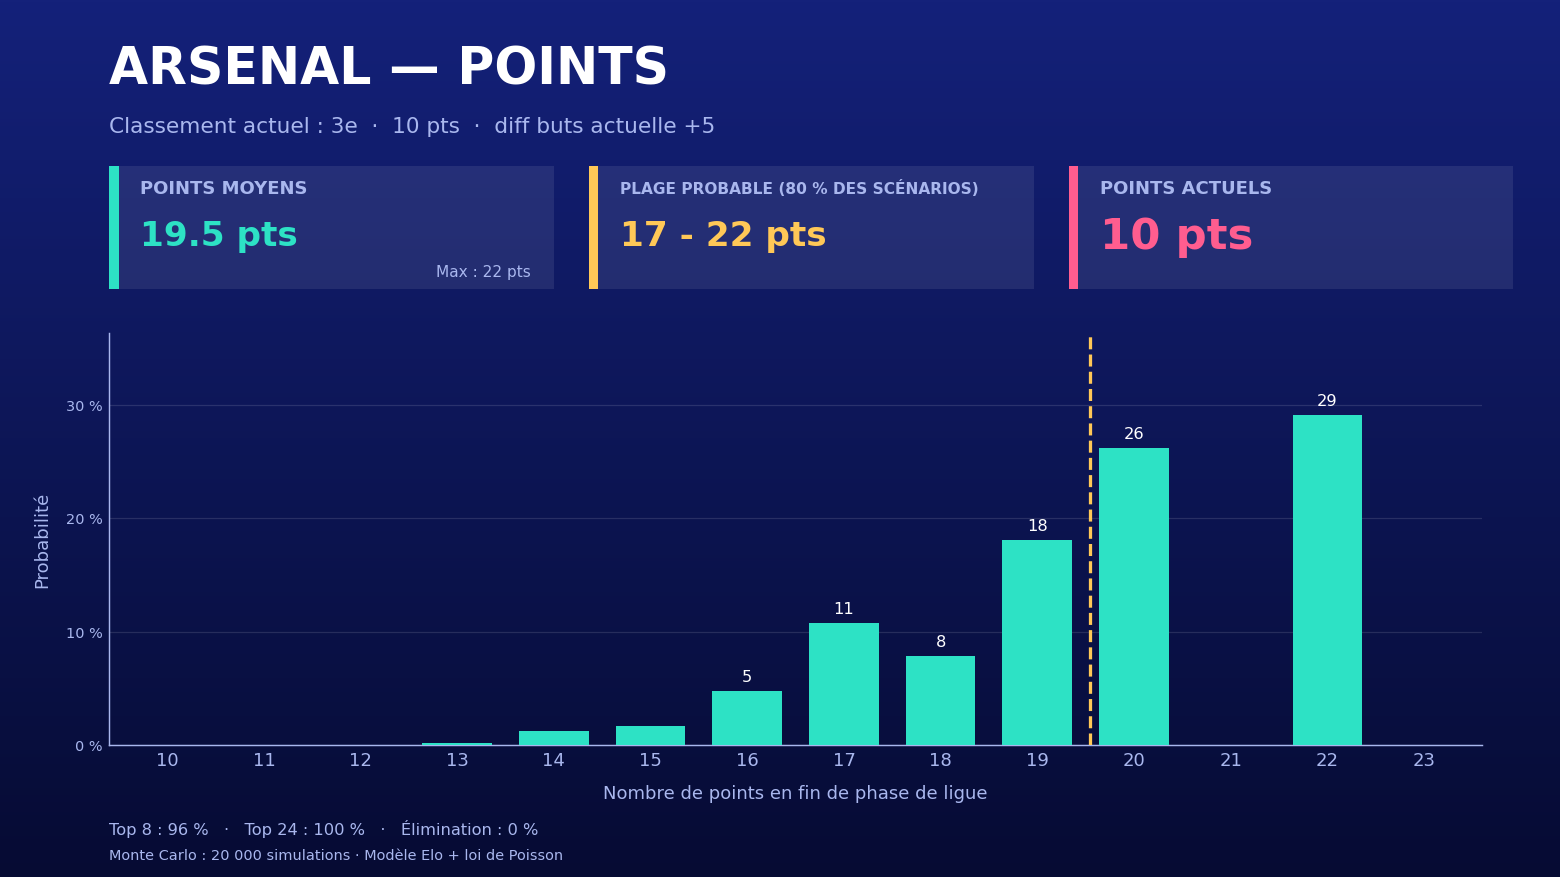 ARSENAL — POINTS
Classement actuel : 3e · 10 pts · diff buts actuelle +5
POINTS MOYENS
19.5 pts
Max : 22 pts
PLAGE PROBABLE (80 % DES SCÉNARIOS)
17 - 22 pts
POINTS ACTUELS
10 pts
Probabilité
30 %
20 %
10 %
0 %
5
11
8
18
26
29
10 11 12 13 14 15 16 17 18 19 20 21 22 23
Nombre de points en fin de phase de ligue
Top 8 : 96 % · Top 24 : 100 % · Élimination : 0 %
Monte Carlo : 20 000 simulations · Modèle Elo + loi de Poisson